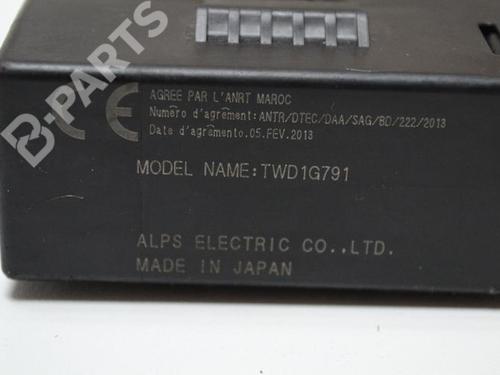 B-PARTS
CE
AGREE PAR L'ANRT MAROC
Numéro d'agrément:ANTR/DTEC/DAA/SAG/BD/222/2013
Date d'agrémento.05.FEV.2013
MODEL NAME:TWD1G791
ALPS ELECTRIC CO.,LTD.
MADE IN JAPAN